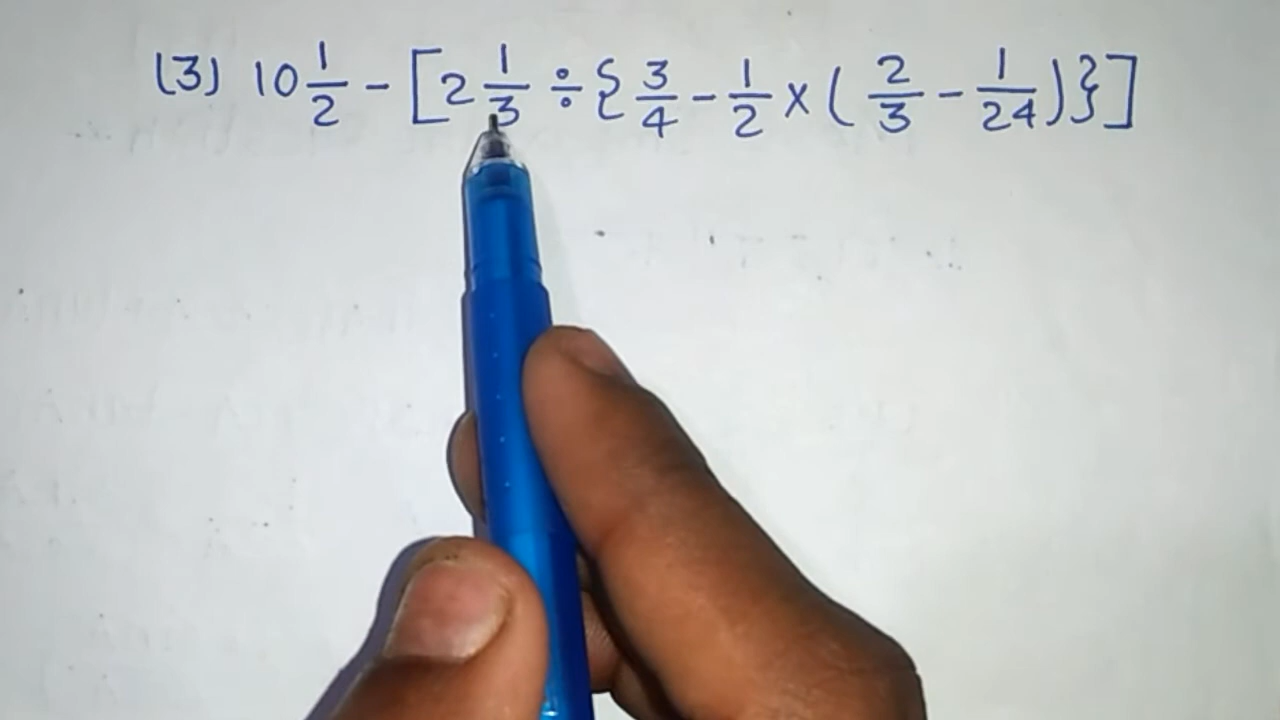 (3) 10 1/2 - [2 1/3 ÷ {3/4 - 1/2 × (2/3 - 1/24)}]